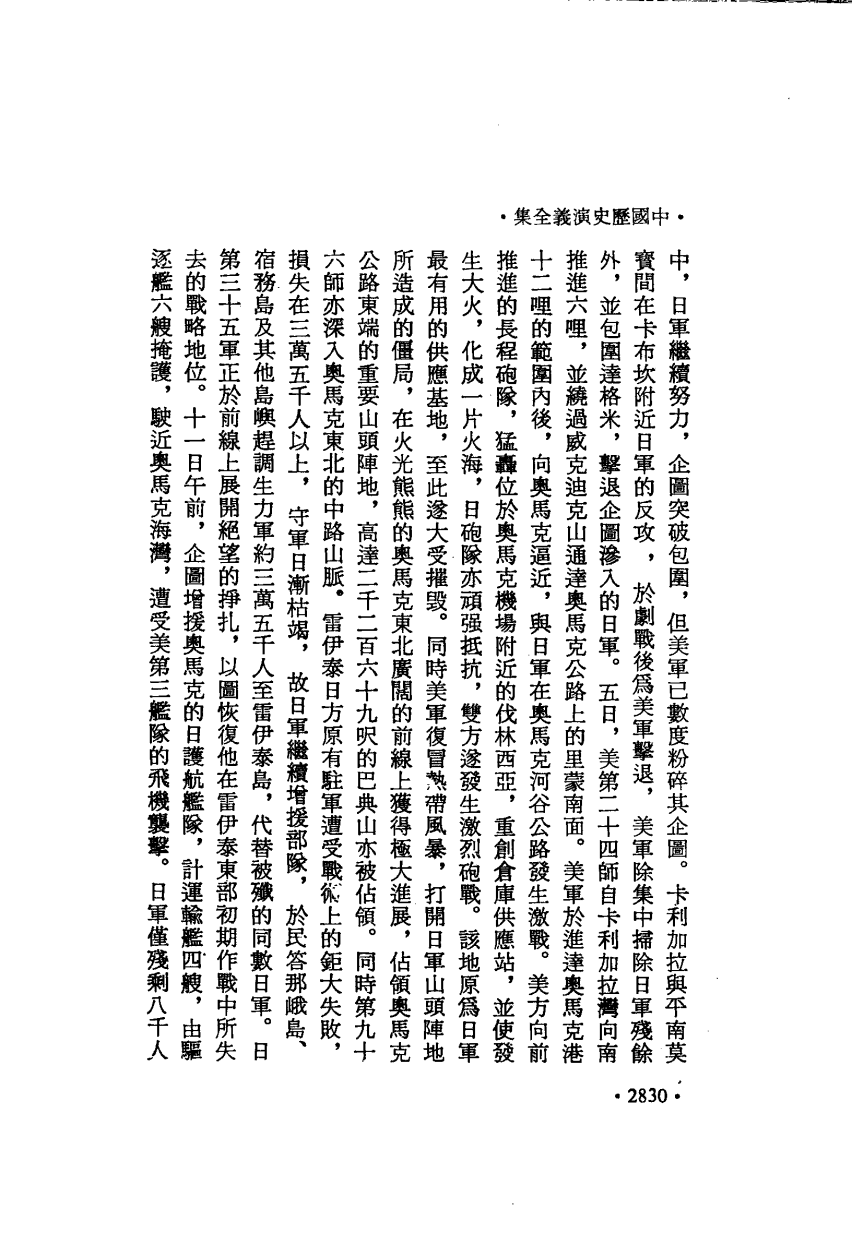 •中國歷史演義全集•
中，日軍繼續努力，企圖突破包圍，但美軍已數度粉碎其企圖。卡利加拉與平南莫
寶間在卡布坎附近日軍的反攻，於劇戰後爲美軍擊退，美軍除集中掃除日軍殘餘
外，並包圍達格米，擊退企圖滲入的日軍。五日，美第二十四師自卡利加拉灣向南
推進六哩，並繞過威克迪克山通達奧馬克公路上的里蒙南面。美軍於進達奧馬克港
十二哩的範圍內後，向奧馬克逼近，與日軍在奧馬克河谷公路發生激戰。美方向前
推進的長程砲隊，猛轟位於奧馬克機場附近的伐林西亞，重創倉庫供應站，並使發
生大火，化成一片火海，日砲隊亦頑强抵抗，雙方遂發生激烈砲戰。該地原爲日軍
最有用的供應基地，至此遂大受摧毀。同時美軍復冒熱帶風暴，打開日軍山頭陣地
所造成的僵局，在火光熊熊的奧馬克東北廣闊的前線上獲得極大進展，佔領奧馬克
公路東端的重要山頭陣地，高達二千二百六十九呎的巴典山亦被佔領。同時第九十
六師亦深入奧馬克東北的中路山脈。雷伊泰日方原有駐軍遭受戰術上的鉅大失敗，
損失在三萬五千人以上，守軍日漸枯竭，故日軍繼續增援部隊，於民答那峨島、
宿務島及其他島嶼趕調生力軍約三萬五千人至雷伊泰島，代替被殲的同數日軍。日
第三十五軍正於前線上展開絕望的掙扎，以圖恢復他在雷伊泰東部初期作戰中所失
去的戰略地位。十一日午前，企圖增援奧馬克的日護航艦隊，計運輸艦四艘，由驅
逐艦六艘掩護，駛近奧馬克海灣，遭受美第三艦隊的飛機襲擊。日軍僅殘剩八千人
•2830•